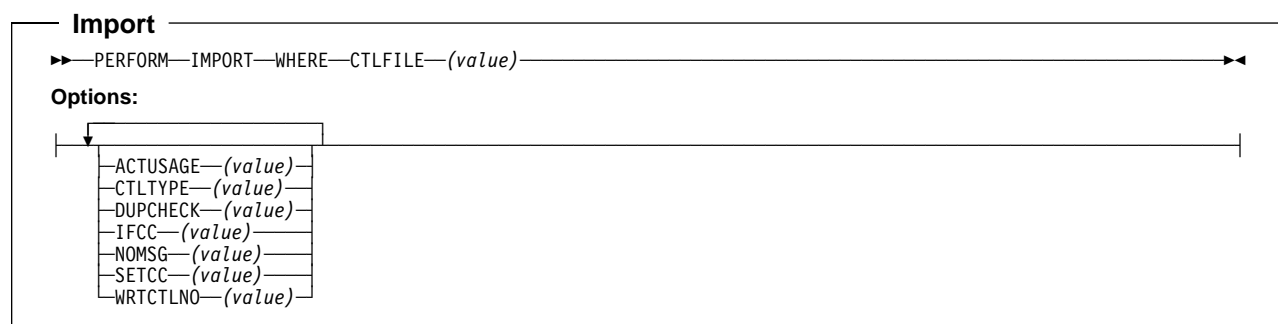 Import
PERFORM IMPORT WHERE CTLFILE (value)
Options:
ACTUSAGE (value)
CTLTYPE (value)
DUPCHECK (value)
IFCC (value)
NOMSG (value)
SETCC (value)
WRTCTLNO (value)